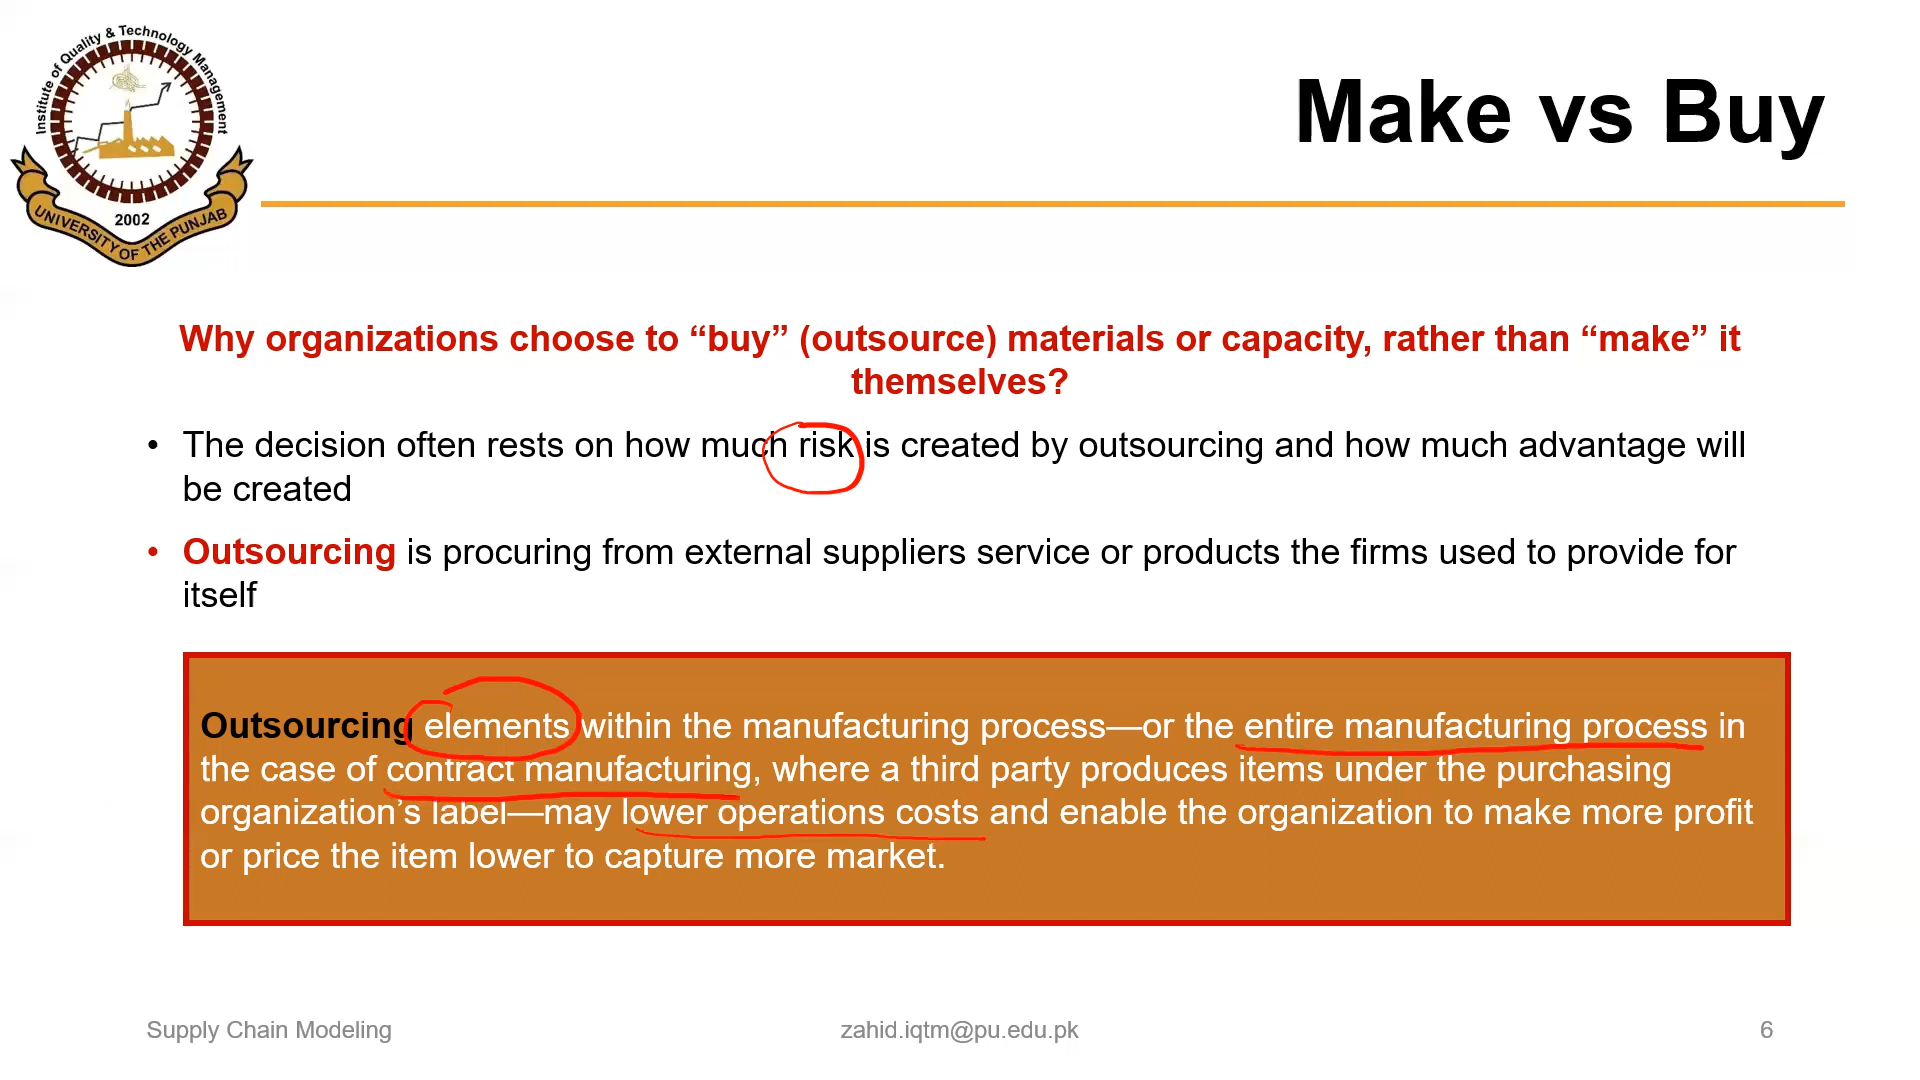 Institute of Quality & Technology Management
2002
UNIVERSITY OF THE PUNJAB
Make vs Buy
Why organizations choose to “buy” (outsource) materials or capacity, rather than “make” it
themselves?
• The decision often rests on how much risk is created by outsourcing and how much advantage will
be created
• Outsourcing is procuring from external suppliers service or products the firms used to provide for
itself
Outsourcing elements within the manufacturing process—or the entire manufacturing process in
the case of contract manufacturing, where a third party produces items under the purchasing
organization’s label—may lower operations costs and enable the organization to make more profit
or price the item lower to capture more market.
Supply Chain Modeling
zahid.iqtm@pu.edu.pk
6